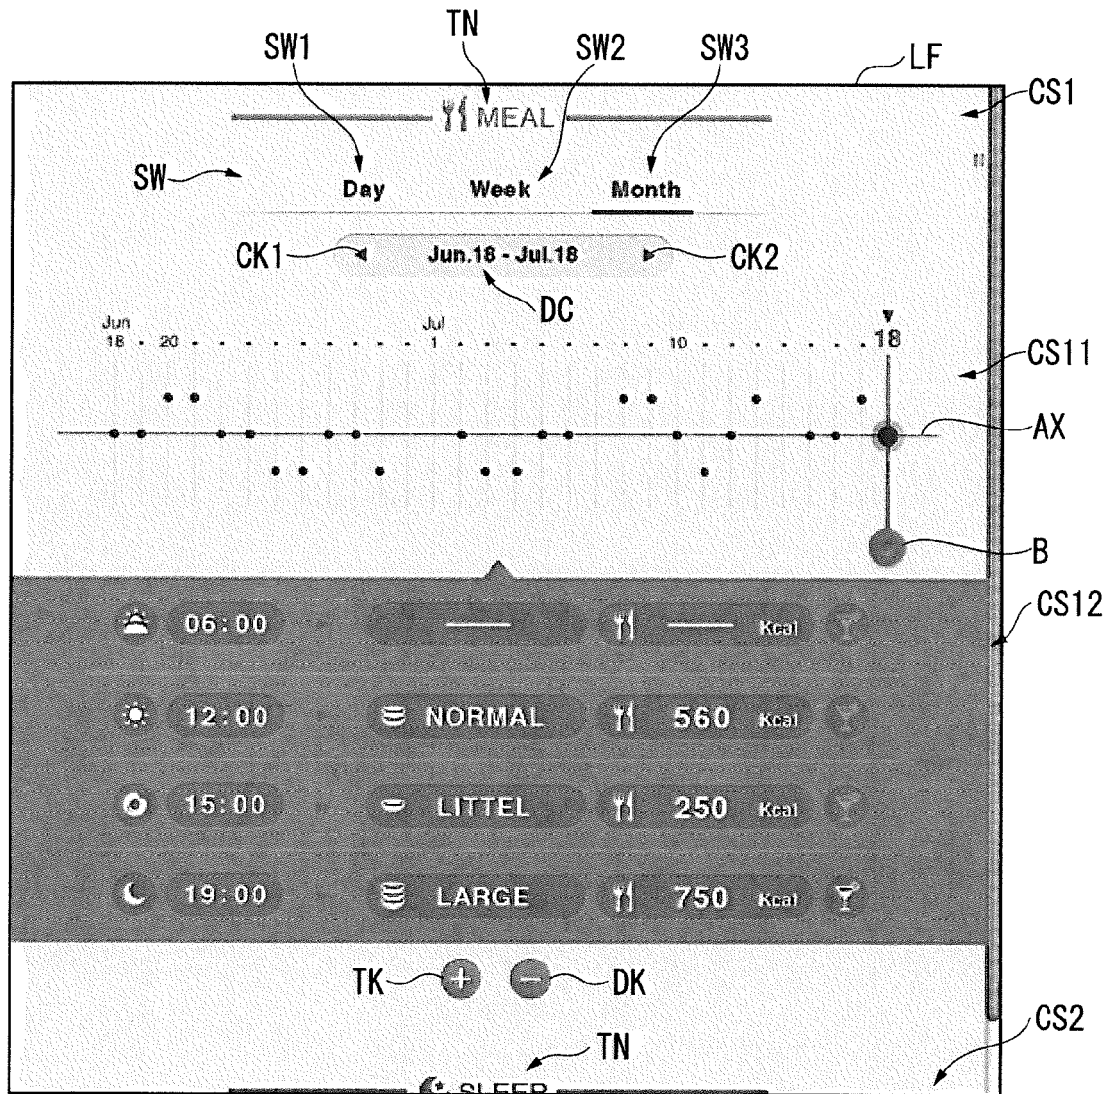 TN
SW1 SW2 SW3 LF
MEAL CS1
SW Day Week Month
CK1 Jun.18 - Jul.18 CK2
DC
Jun Jul
18 20 1 10 18
CS11
AX
B
CS12
06:00 Kcal
12:00 NORMAL 560 Kcal
15:00 LITTEL 250 Kcal
19:00 LARGE 750 Kcal
TK + − DK
CS2
TN
SLEEP